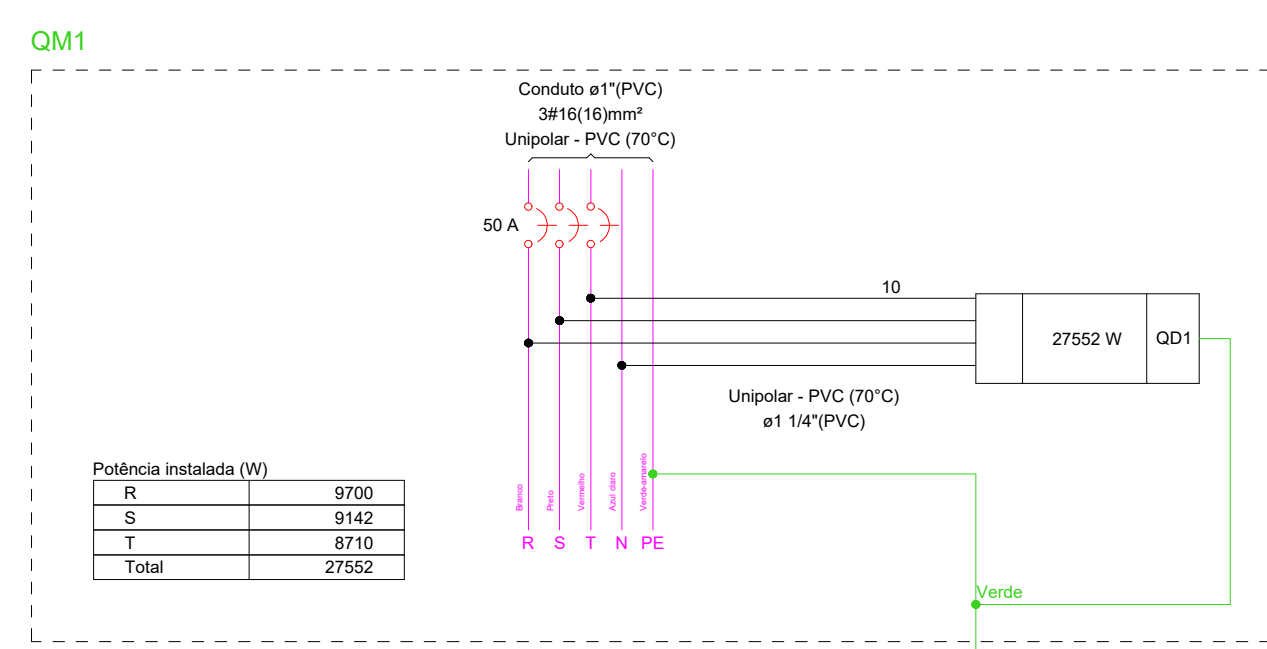 QM1
Conduto ø1"(PVC)
3#16(16)mm²
Unipolar - PVC (70°C)
50 A
10
27552 W
QD1
Unipolar - PVC (70°C)
ø1 1/4"(PVC)
Potência instalada (W)
R 9700
S 9142
T 8710
Total 27552
Branco
Preto
Vermelho
Azul claro
Verde-amarelo
R S T N PE
Verde